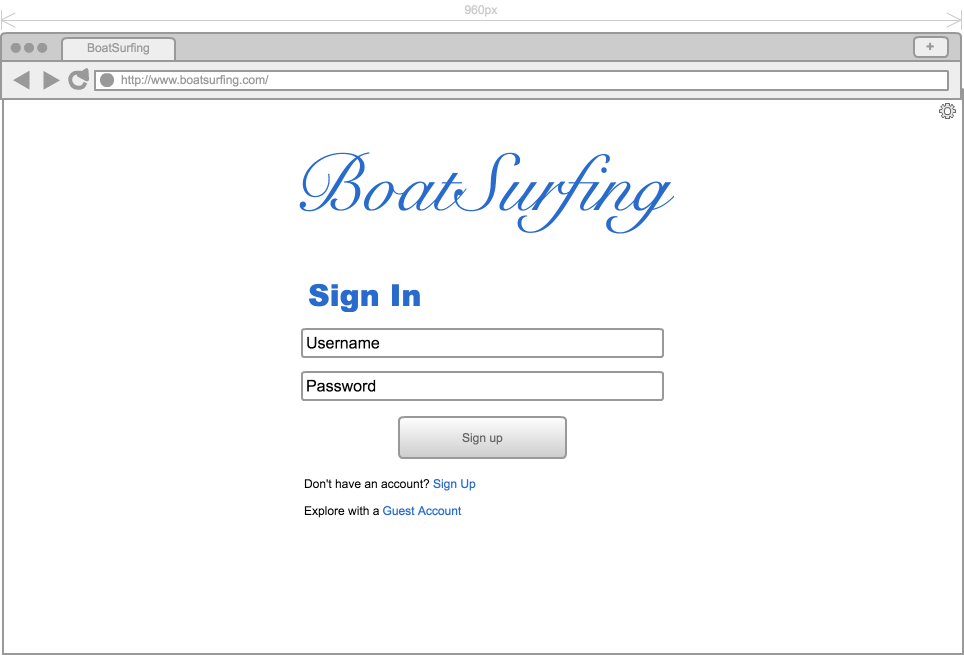 960px
BoatSurfing
+
http://www.boatsurfing.com/
BoatSurfing
Sign In
Username
Password
Sign up
Don't have an account? Sign Up
Explore with a Guest Account